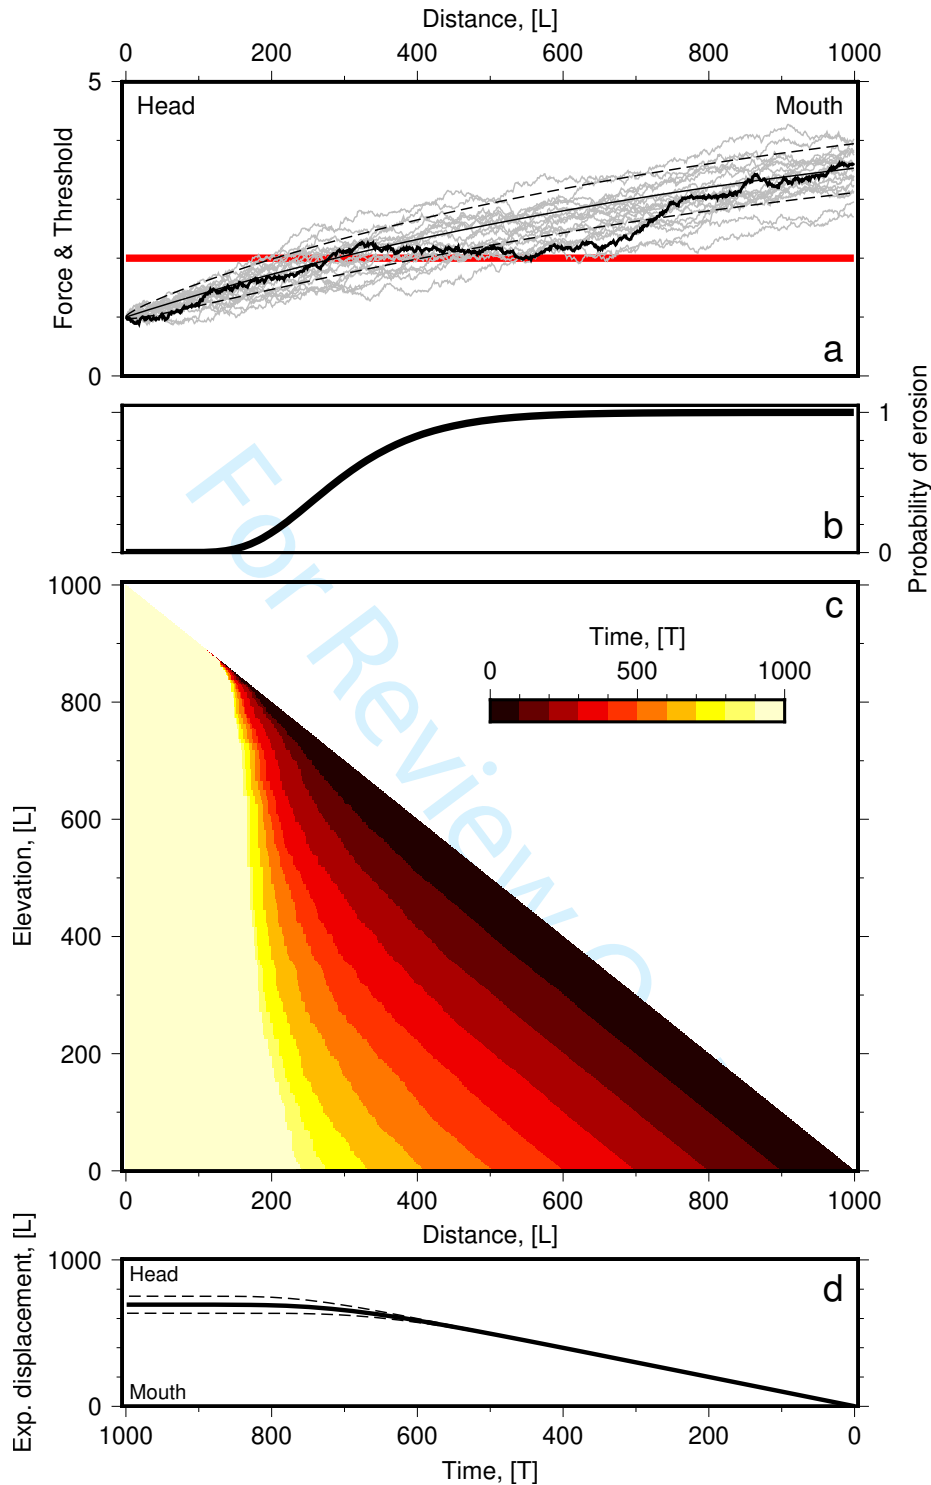 Distance, [L]
0 200 400 600 800 1000
5
Head
Mouth
Force & Threshold
a
0
1
Probability of erosion
b
0
1000
c
Time, [T]
0 500 1000
800
600
Elevation, [L]
400
200
0
0 200 400 600 800 1000
Distance, [L]
For Review O
1000
Head
d
Exp. displacement, [L]
Mouth
0
1000 800 600 400 200 0
Time, [T]